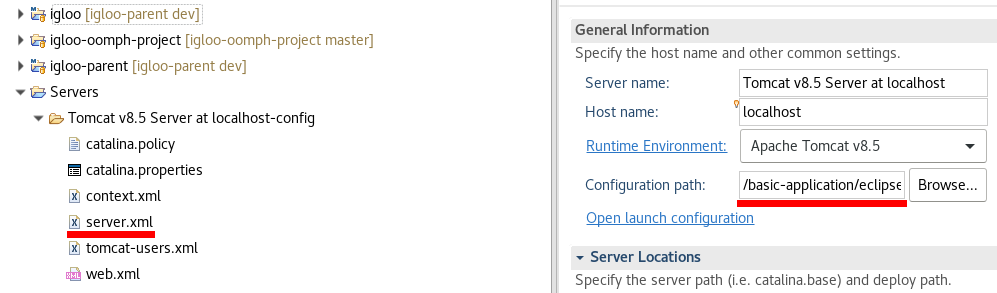 igloo [igloo-parent dev]
igloo-oomph-project [igloo-oomph-project master]
igloo-parent [igloo-parent dev]
Servers
Tomcat v8.5 Server at localhost-config
catalina.policy
catalina.properties
context.xml
server.xml
tomcat-users.xml
web.xml
General Information
Specify the host name and other common settings.
Server name: Tomcat v8.5 Server at localhost
Host name: localhost
Runtime Environment: Apache Tomcat v8.5
Configuration path: /basic-application/eclipse Browse...
Open launch configuration
Server Locations
Specify the server path (i.e. catalina.base) and deploy path.